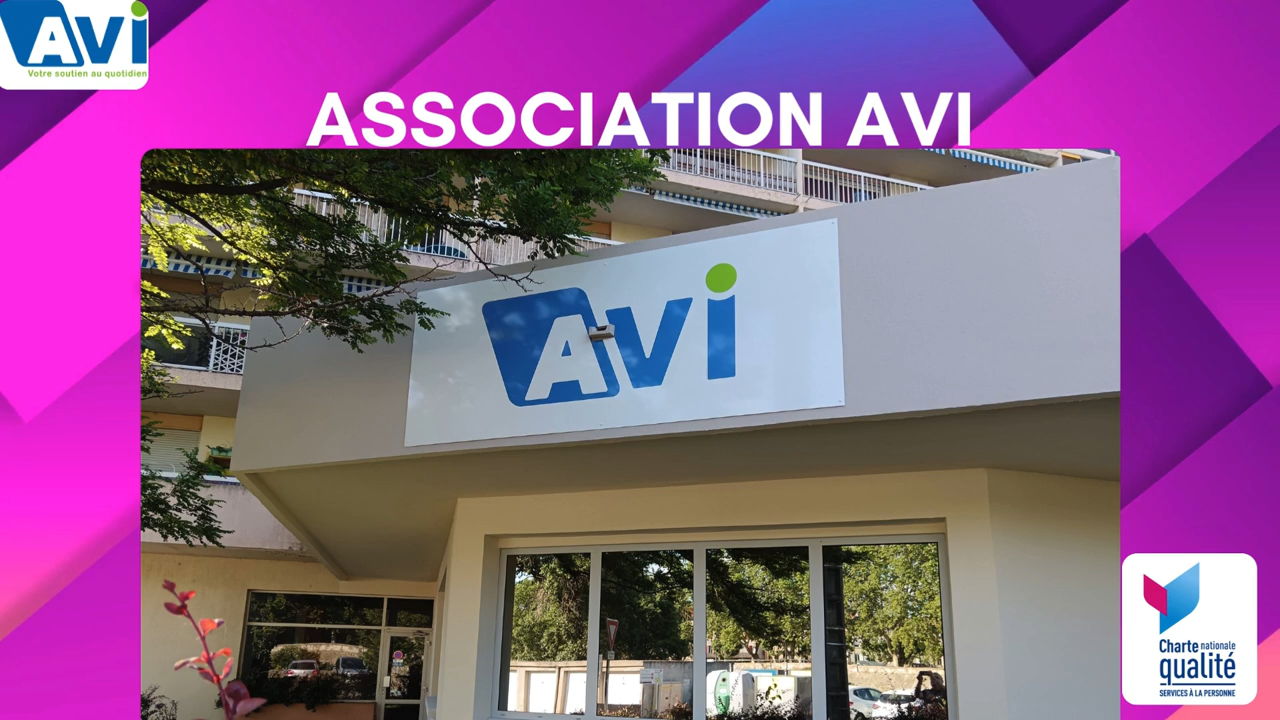 AVi
Votre soutien au quotidien
ASSOCIATION AVI
AVi
Charte nationale
qualité
SERVICES À LA PERSONNE